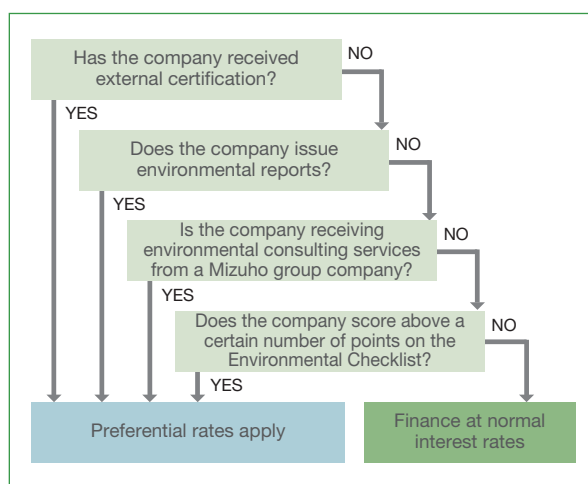 Has the company received
external certification?
NO
YES
Does the company issue
environmental reports?
NO
YES
Is the company receiving
environmental consulting services
from a Mizuho group company?
NO
YES
Does the company score above a
certain number of points on the
Environmental Checklist?
NO
YES
Preferential rates apply
Finance at normal
interest rates